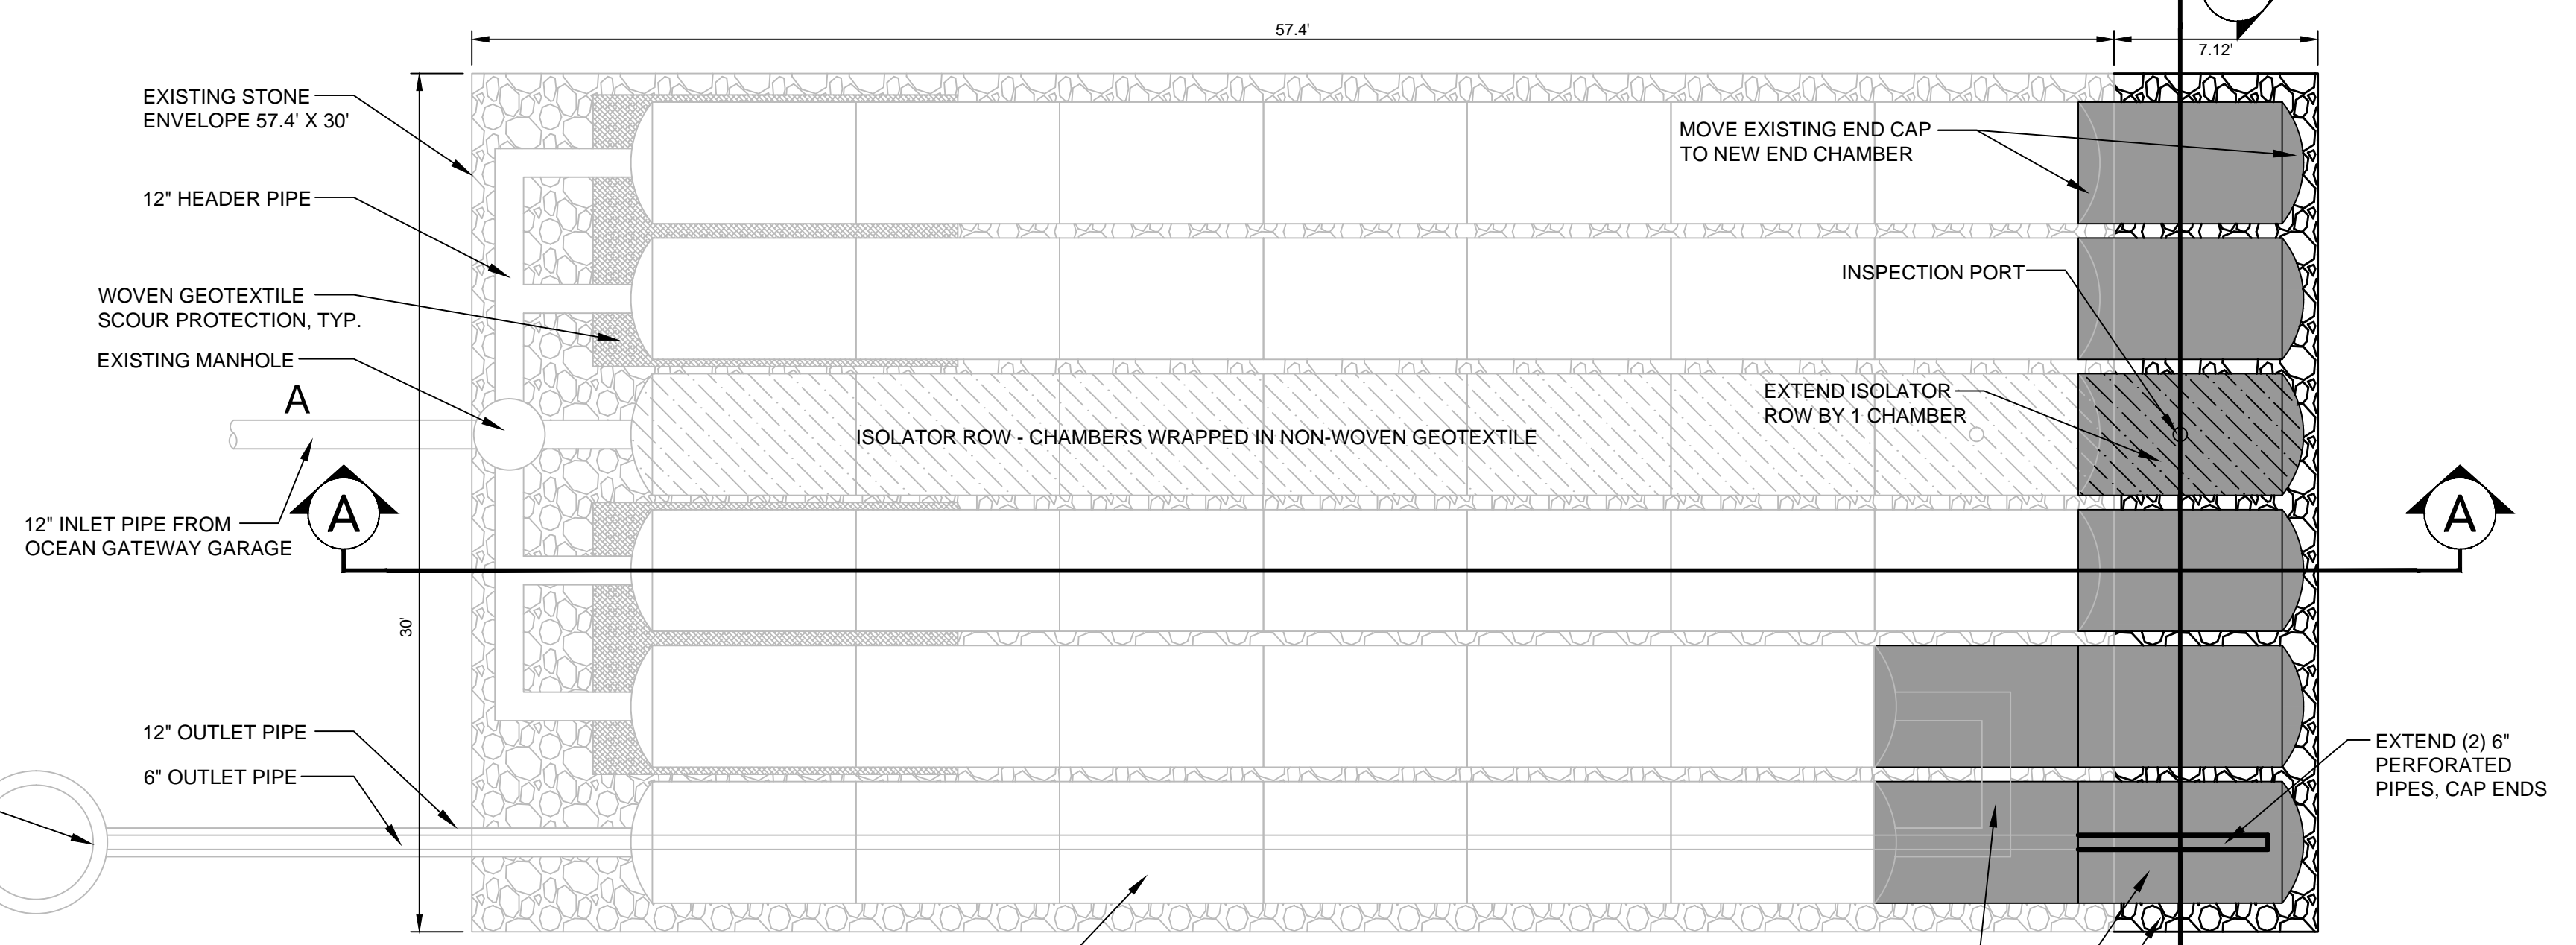 57.4'
7.12'
EXISTING STONE
ENVELOPE 57.4' X 30'
MOVE EXISTING END CAP
TO NEW END CHAMBER
12" HEADER PIPE
INSPECTION PORT
WOVEN GEOTEXTILE
SCOUR PROTECTION, TYP.
EXISTING MANHOLE
A
EXTEND ISOLATOR
ROW BY 1 CHAMBER
ISOLATOR ROW - CHAMBERS WRAPPED IN NON-WOVEN GEOTEXTILE
12" INLET PIPE FROM
OCEAN GATEWAY GARAGE
A
A
30'
12" OUTLET PIPE
6" OUTLET PIPE
EXTEND (2) 6"
PERFORATED
PIPES, CAP ENDS